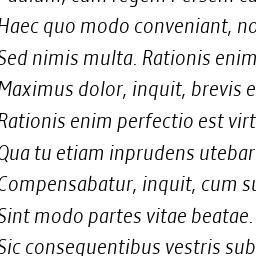 Haec quo modo conveniant, no
Sed nimis multa. Rationis enim
Maximus dolor, inquit, brevis e
Rationis enim perfectio est virt
Qua tu etiam inprudens utebar
Compensabatur, inquit, cum su
Sint modo partes vitae beatae.
Sic consequentibus vestris sub